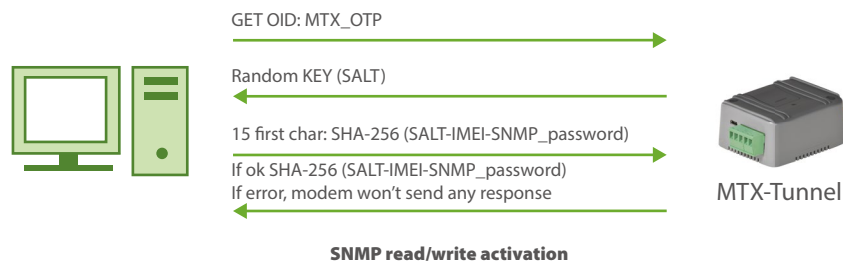 GET OID: MTX_OTP
Random KEY (SALT)
15 first char: SHA-256 (SALT-IMEI-SNMP_password)
If ok SHA-256 (SALT-IMEI-SNMP_password)
If error, modem won’t send any response
MTX-Tunnel
SNMP read/write activation